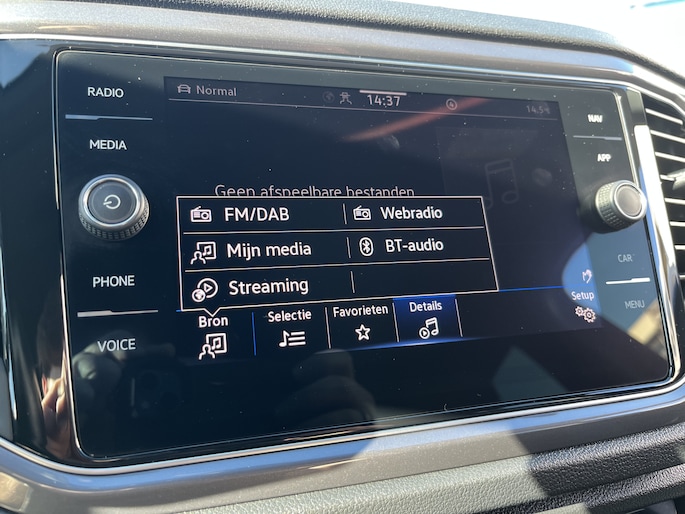 RADIO
MEDIA
PHONE
VOICE
Normal
14:37
14.5°
Geen afspeelbare bestanden
FM/DAB
Webradio
Mijn media
BT-audio
Streaming
Bron
Selectie
Favorieten
Details
Setup
NAV
APP
CAR
MENU